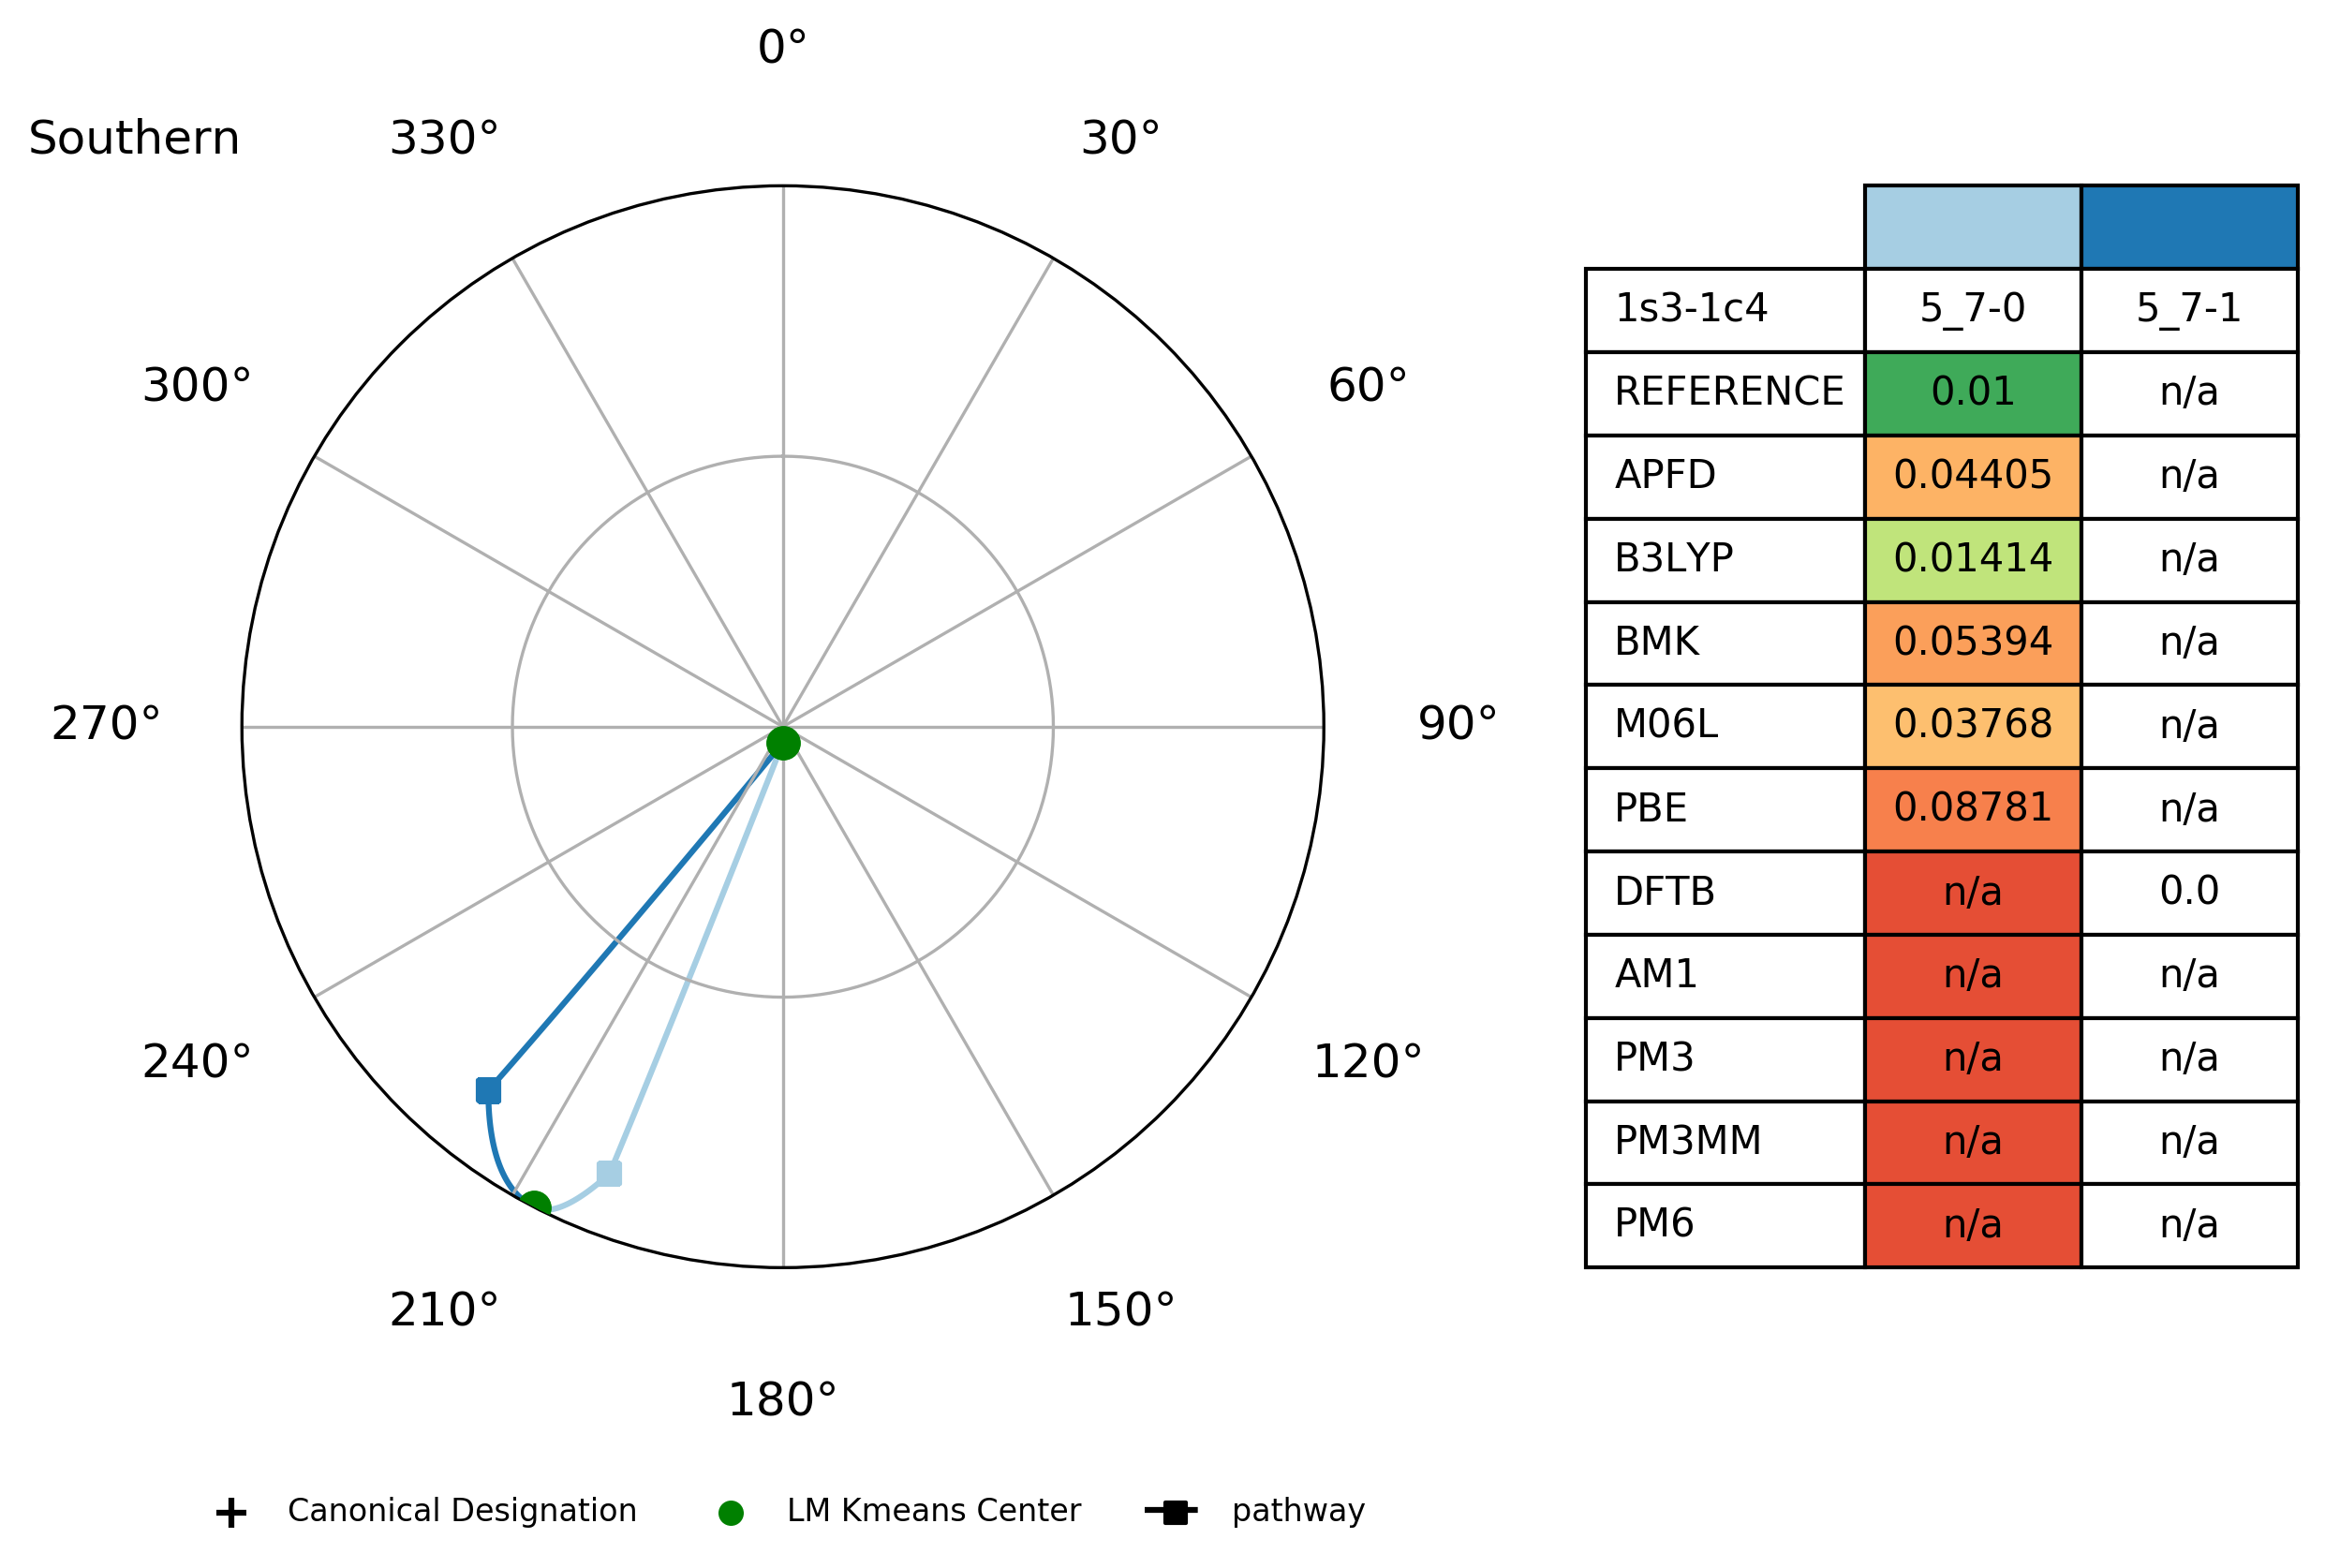 0°
Southern
330°
30°
300°
60°
270°
90°
240°
120°
210°
150°
180°
1s3-1c4 5_7-0 5_7-1
REFERENCE 0.01 n/a
APFD 0.04405 n/a
B3LYP 0.01414 n/a
BMK 0.05394 n/a
M06L 0.03768 n/a
PBE 0.08781 n/a
DFTB n/a 0.0
AM1 n/a n/a
PM3 n/a n/a
PM3MM n/a n/a
PM6 n/a n/a
Canonical Designation
LM Kmeans Center
pathway